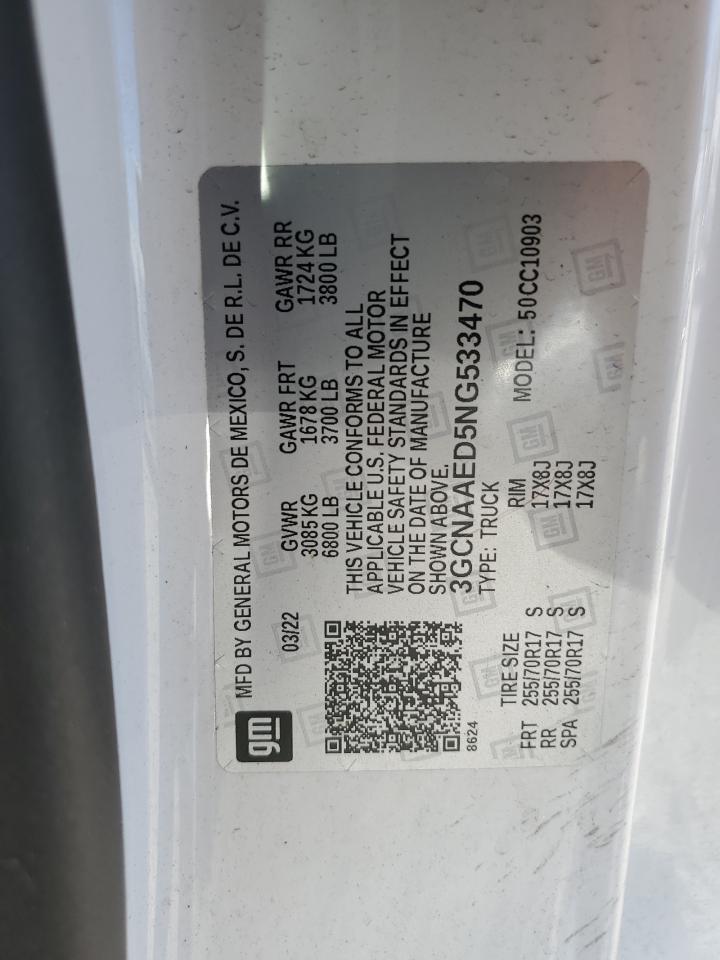 gm
MFD BY GENERAL MOTORS DE MEXICO, S. DE R.L. DE C.V.
03/22
GVWR GAWR FRT GAWR RR
3085 KG 1678 KG 1724 KG
6800 LB 3700 LB 3800 LB
THIS VEHICLE CONFORMS TO ALL
APPLICABLE U.S. FEDERAL MOTOR
VEHICLE SAFETY STANDARDS IN EFFECT
ON THE DATE OF MANUFACTURE
SHOWN ABOVE.
3GCNAAED5NG533470
TYPE: TRUCK MODEL: 50CC10903
8624
TIRE SIZE RIM
FRT 255/70R17 S 17X8J
RR 255/70R17 S 17X8J
SPA 255/70R17 S 17X8J